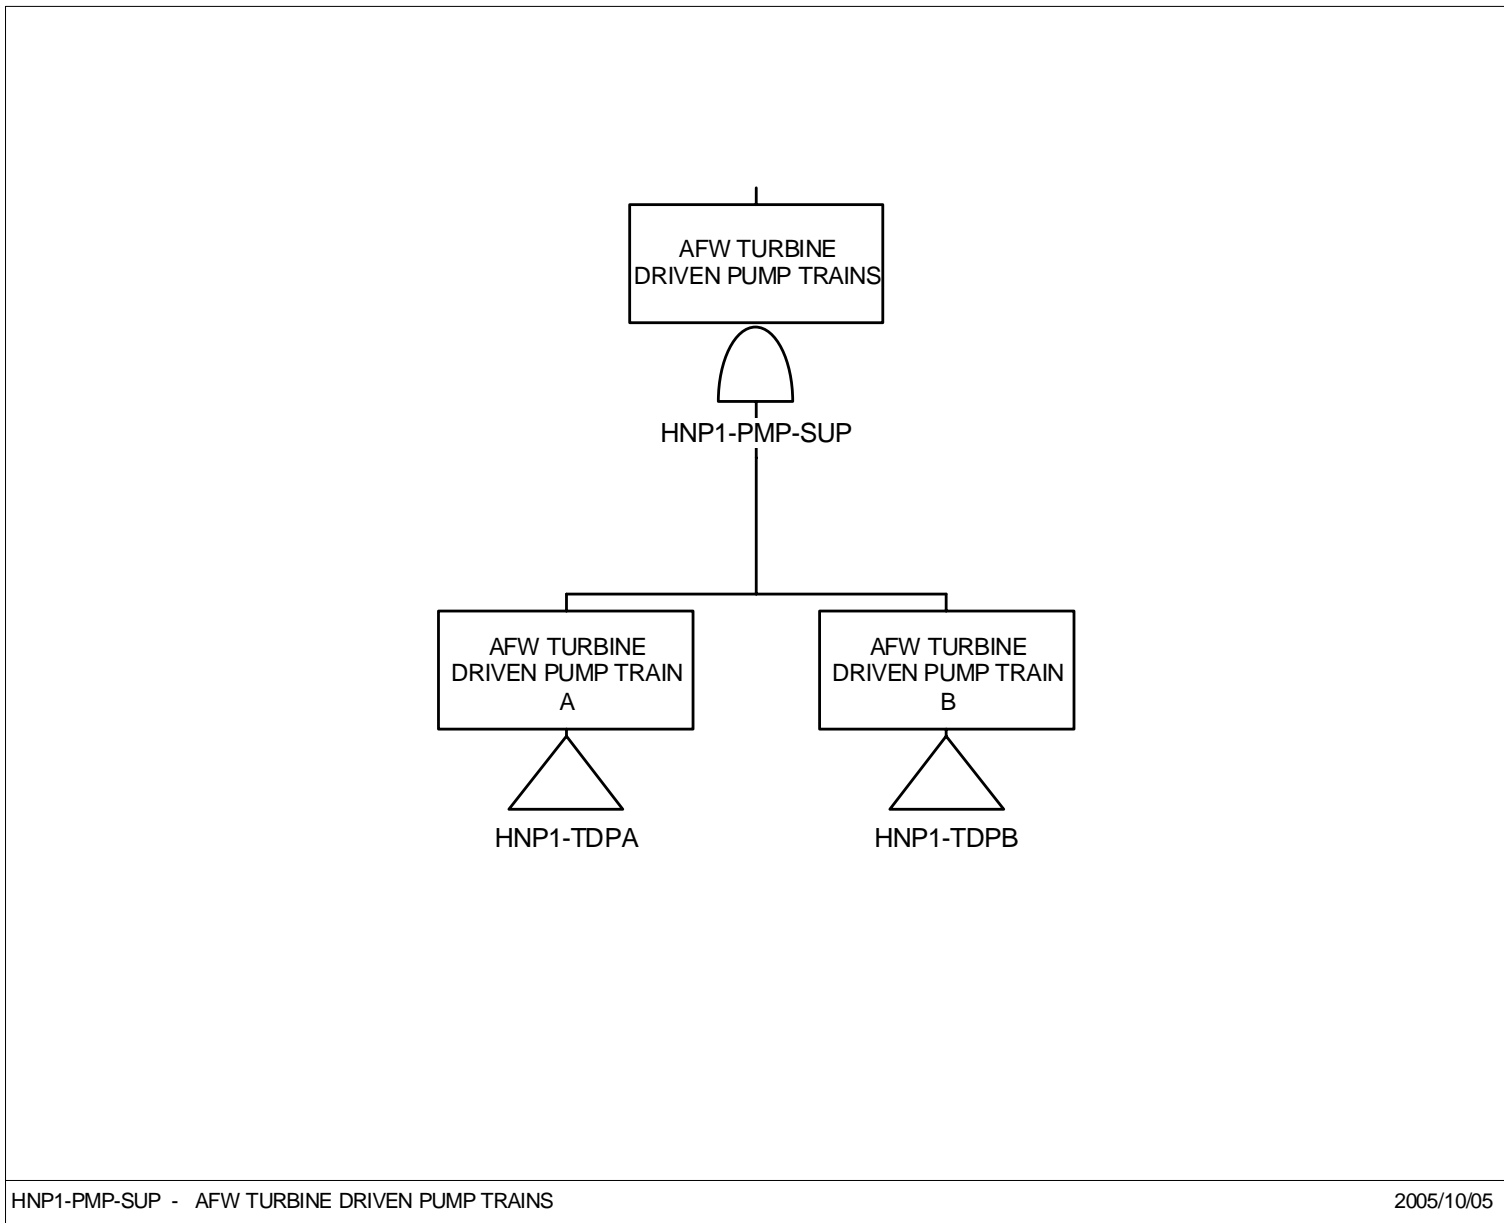 AFW TURBINE
DRIVEN PUMP TRAINS
HNP1-PMP-SUP
AFW TURBINE
DRIVEN PUMP TRAIN
A
AFW TURBINE
DRIVEN PUMP TRAIN
B
HNP1-TDPA
HNP1-TDPB
HNP1-PMP-SUP - AFW TURBINE DRIVEN PUMP TRAINS
2005/10/05